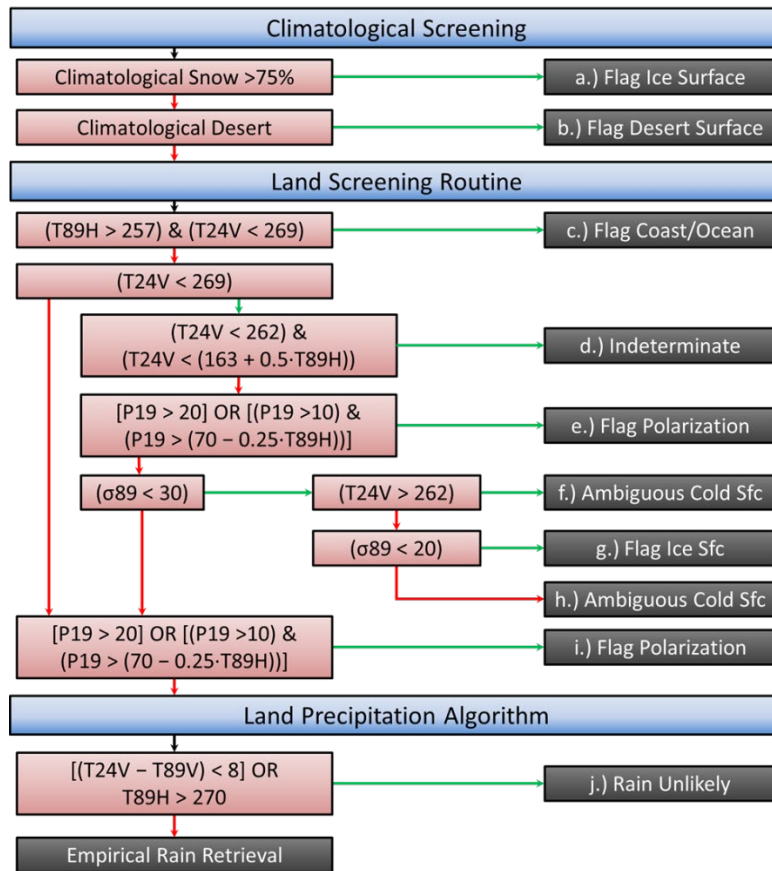 Climatological Screening
Climatological Snow >75%
a.) Flag Ice Surface
Climatological Desert
b.) Flag Desert Surface
Land Screening Routine
(T89H > 257) & (T24V < 269)
c.) Flag Coast/Ocean
(T24V < 269)
(T24V < 262) &
(T24V < (163 + 0.5·T89H))
d.) Indeterminate
[P19 > 20] OR [(P19 >10) &
(P19 > (70 – 0.25·T89H))]
e.) Flag Polarization
(σ89 < 30)
(T24V > 262)
f.) Ambiguous Cold Sfc
(σ89 < 20)
g.) Flag Ice Sfc
h.) Ambiguous Cold Sfc
[P19 > 20] OR [(P19 >10) &
(P19 > (70 – 0.25·T89H))]
i.) Flag Polarization
Land Precipitation Algorithm
[(T24V – T89V) < 8] OR
T89H > 270
j.) Rain Unlikely
Empirical Rain Retrieval